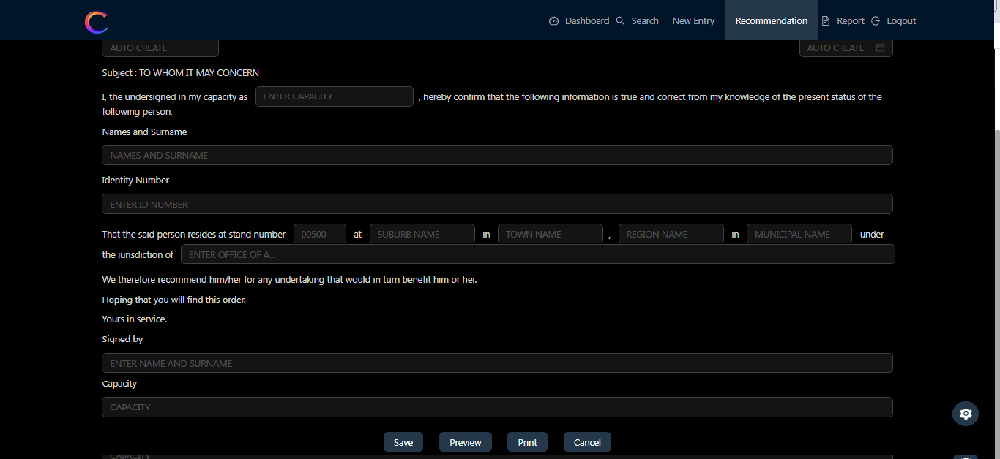 Dashboard Search New Entry Recommendation Report Logout
AUTO CREATE AUTO CREATE
Subject : TO WHOM IT MAY CONCERN
I, the undersigned in my capacity as ENTER CAPACITY , hereby confirm that the following information is true and correct from my knowledge of the present status of the
following person,
Names and Surname
NAMES AND SURNAME
Identity Number
ENTER ID NUMBER
That the said person resides at stand number 00500 at SUBURB NAME in TOWN NAME , REGION NAME in MUNICIPAL NAME under
the jurisdiction of ENTER OFFICE OF A...
We therefore recommend him/her for any undertaking that would in turn benefit him or her.
Hoping that you will find this order.
Yours in service.
Signed by
ENTER NAME AND SURNAME
Capacity
CAPACITY
Save Preview Print Cancel
CAPACITY